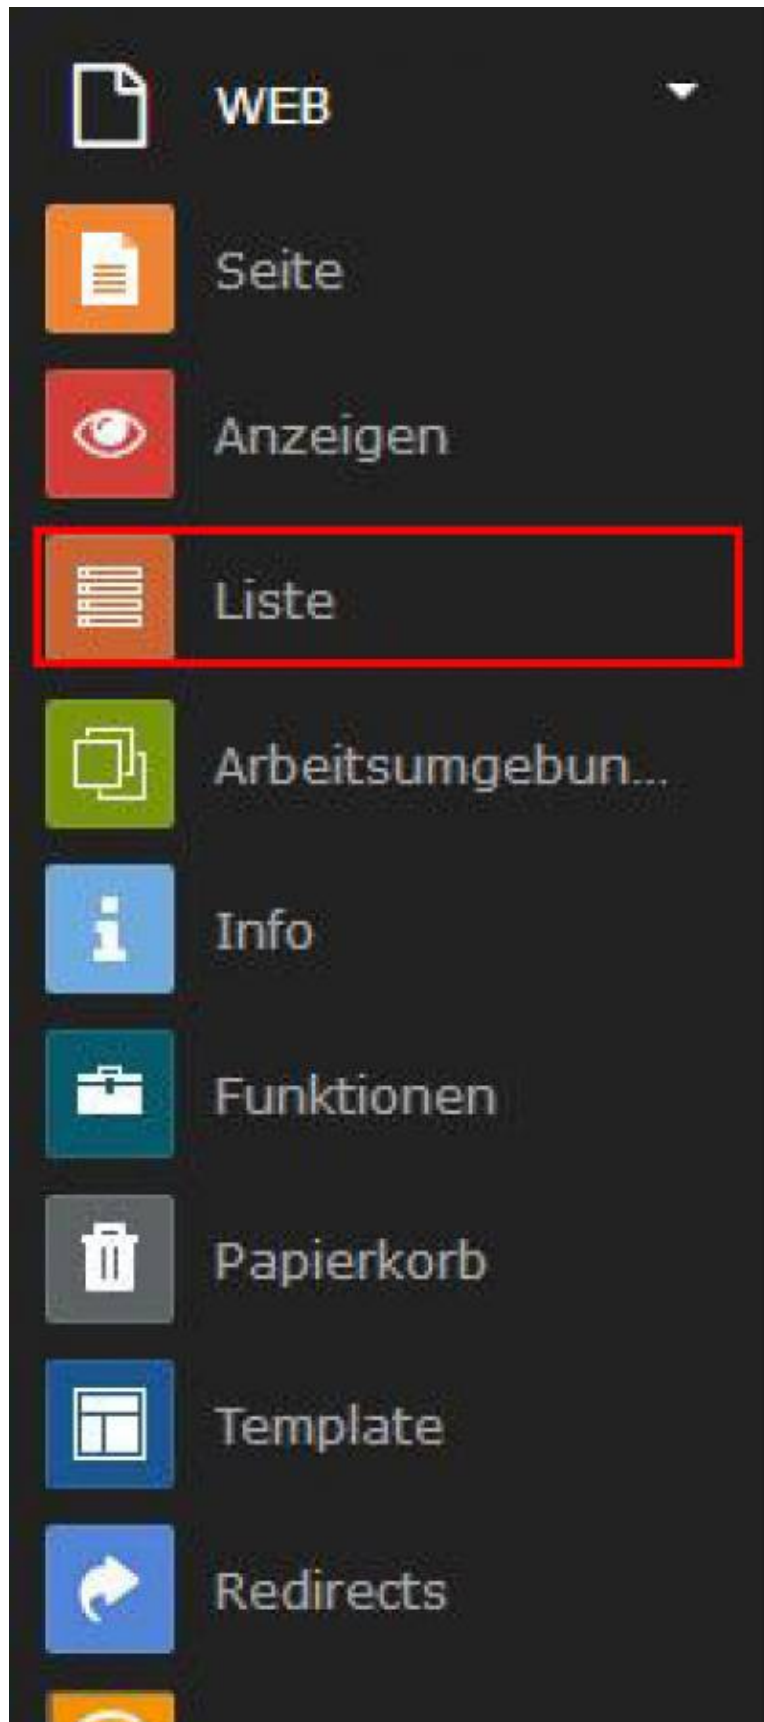 WEB
Seite
Anzeigen
Liste
Arbeitsumgebun...
Info
Funktionen
Papierkorb
Template
Redirects